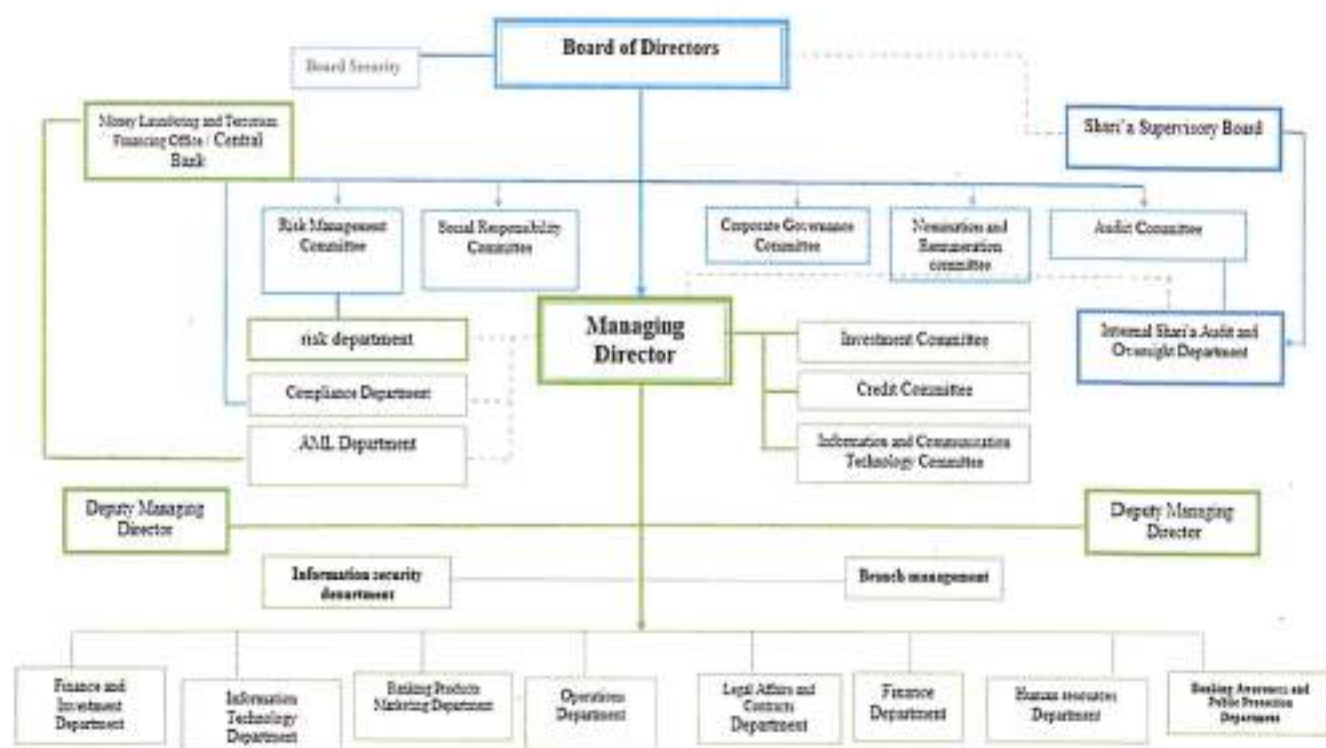 Board of Directors
Board Security
Money Laundering and Terrorism
Financing Office / Central
Bank
Shari'a Supervisory Board
Risk Management
Committee
Social Responsibility
Committee
Corporate Governance
Committee
Nomination and
Remuneration
committee
Audit Committee
Managing
Director
risk department
Investment Committee
Internal Shari'a Audit and
Oversight Department
Compliance Department
Credit Committee
AML Department
Information and Communication
Technology Committee
Deputy Managing
Director
Deputy Managing
Director
Information security
department
Branch management
Finance and
Investment
Department
Information
Technology
Department
Banking Products
Marketing Department
Operations
Department
Legal Affairs and
Contracts
Department
Finance
Department
Human resources
Department
Banking Awareness and
Public Protection
Department